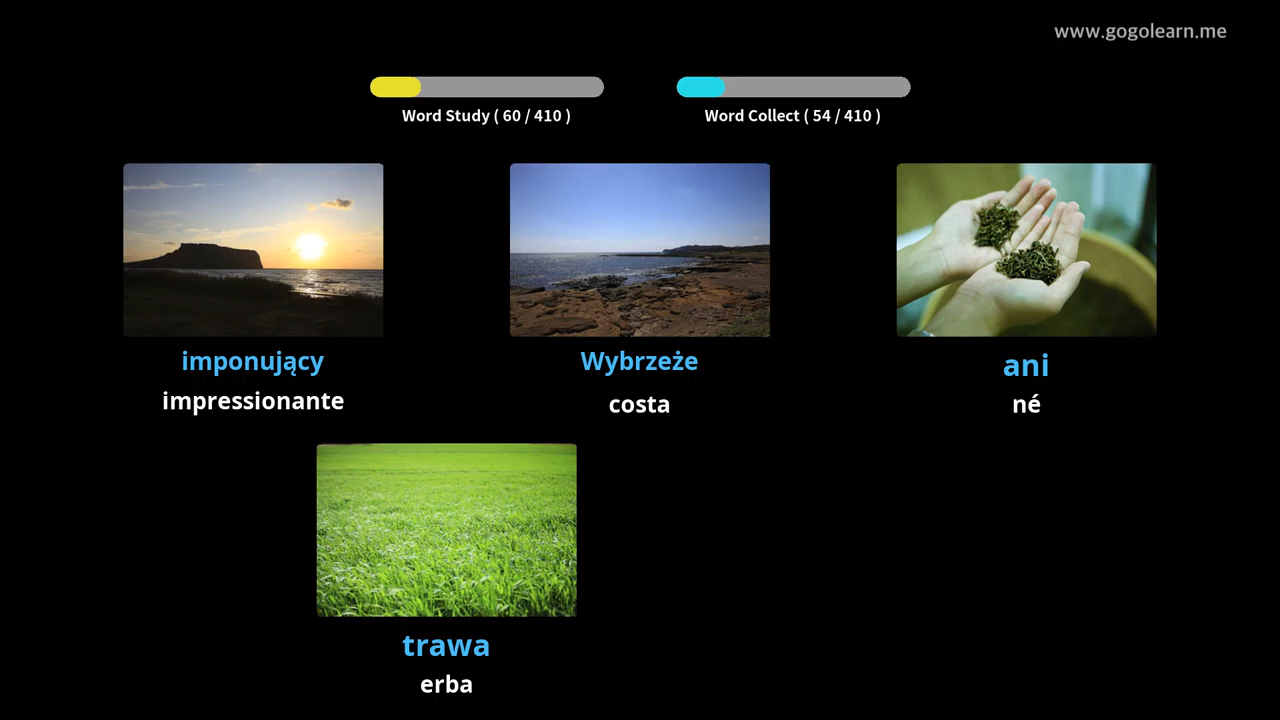 www.gogolearn.me
Word Study ( 60 / 410 )
Word Collect ( 54 / 410 )
imponujący
impressionante
Wybrzeże
costa
ani
né
trawa
erba